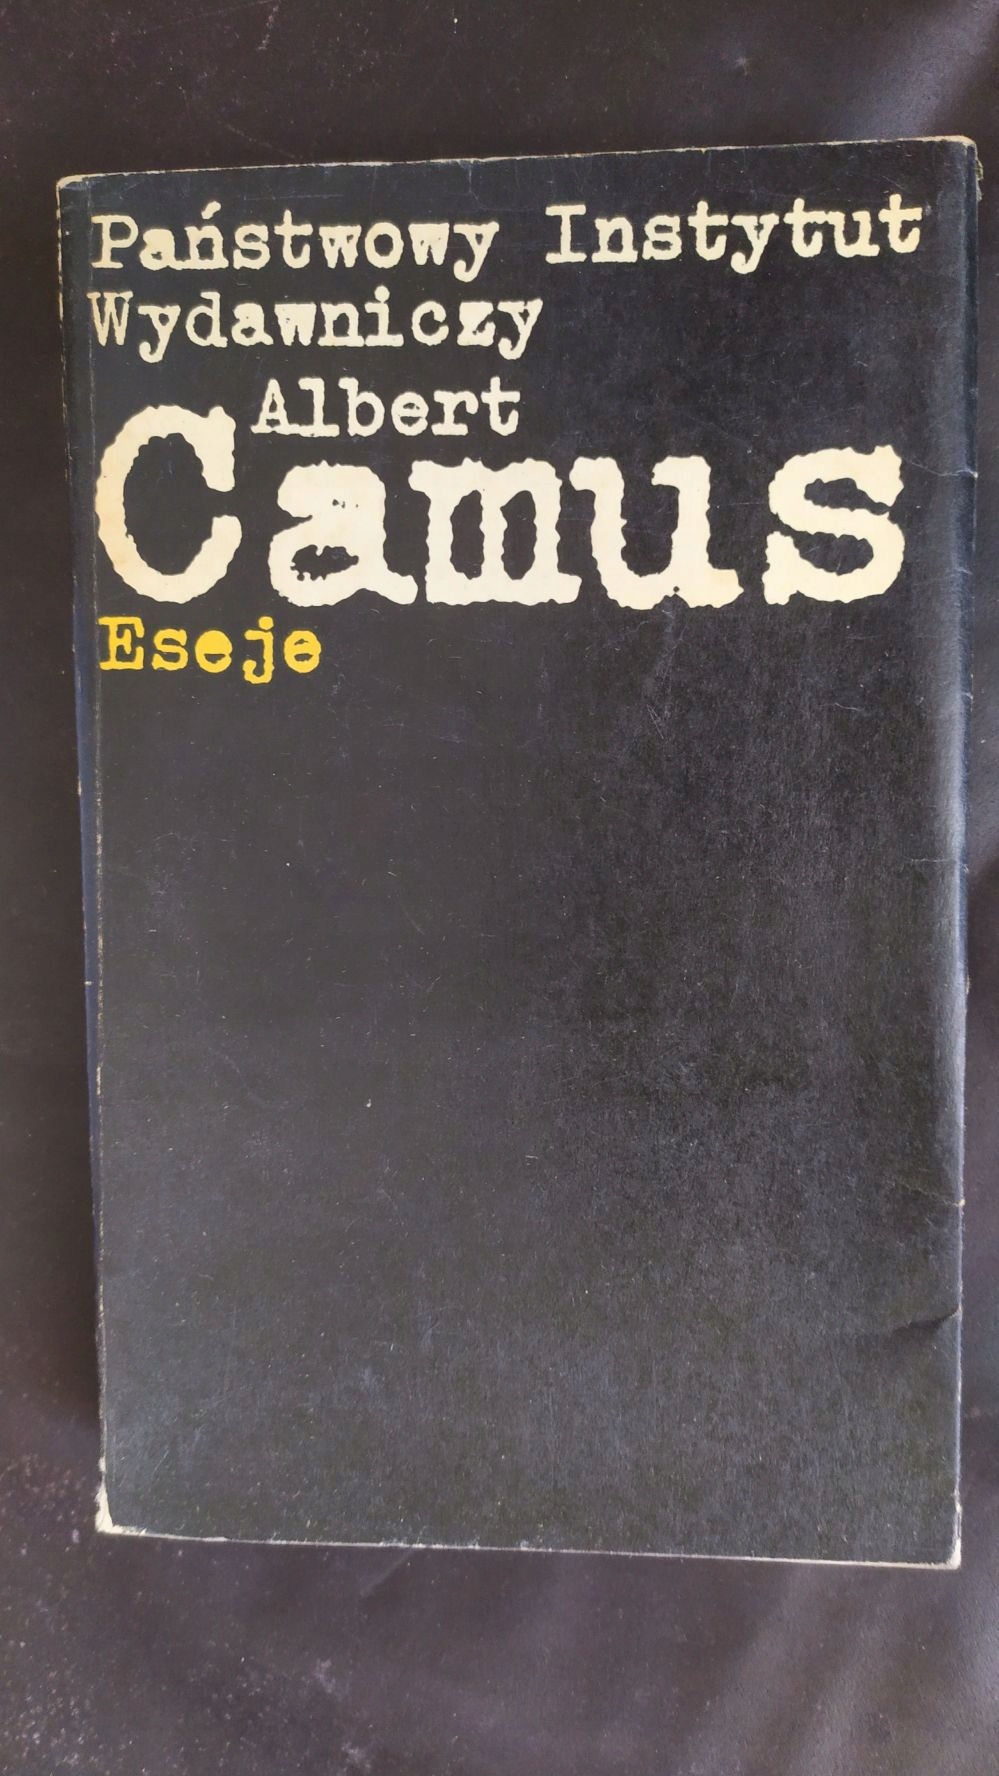 Państwowy Instytut
Wydawniczy
Albert
Camus
Eseje